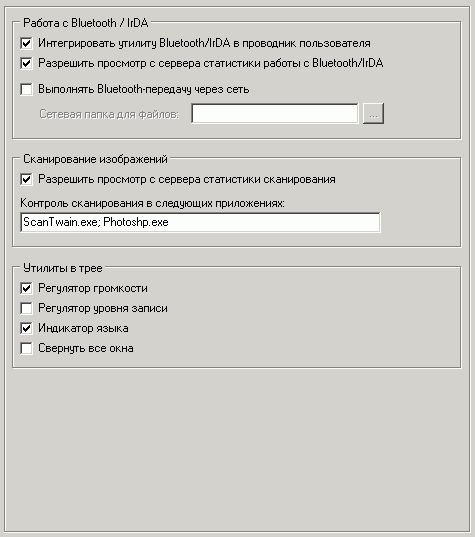 Работа с Bluetooth / IrDA
Интегрировать утилиту Bluetooth/IrDA в проводник пользователя
Разрешить просмотр с сервера статистики работы с Bluetooth/IrDA
Выполнять Bluetooth-передачу через сеть
Сетевая папка для файлов:
...
Сканирование изображений
Разрешить просмотр с сервера статистики сканирования
Контроль сканирования в следующих приложениях:
ScanTwain.exe; Photoshp.exe
Утилиты в трее
Регулятор громкости
Регулятор уровня записи
Индикатор языка
Свернуть все окна